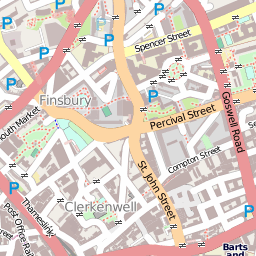 P
P
Spencer Street
P
P
Finsbury
P
Goswell Road
South Market
Percival Street
P
P
Compton Street
St. John Street
P
Thameslink
Post Office Rai
Clerkenwell
P
P
Barts
and